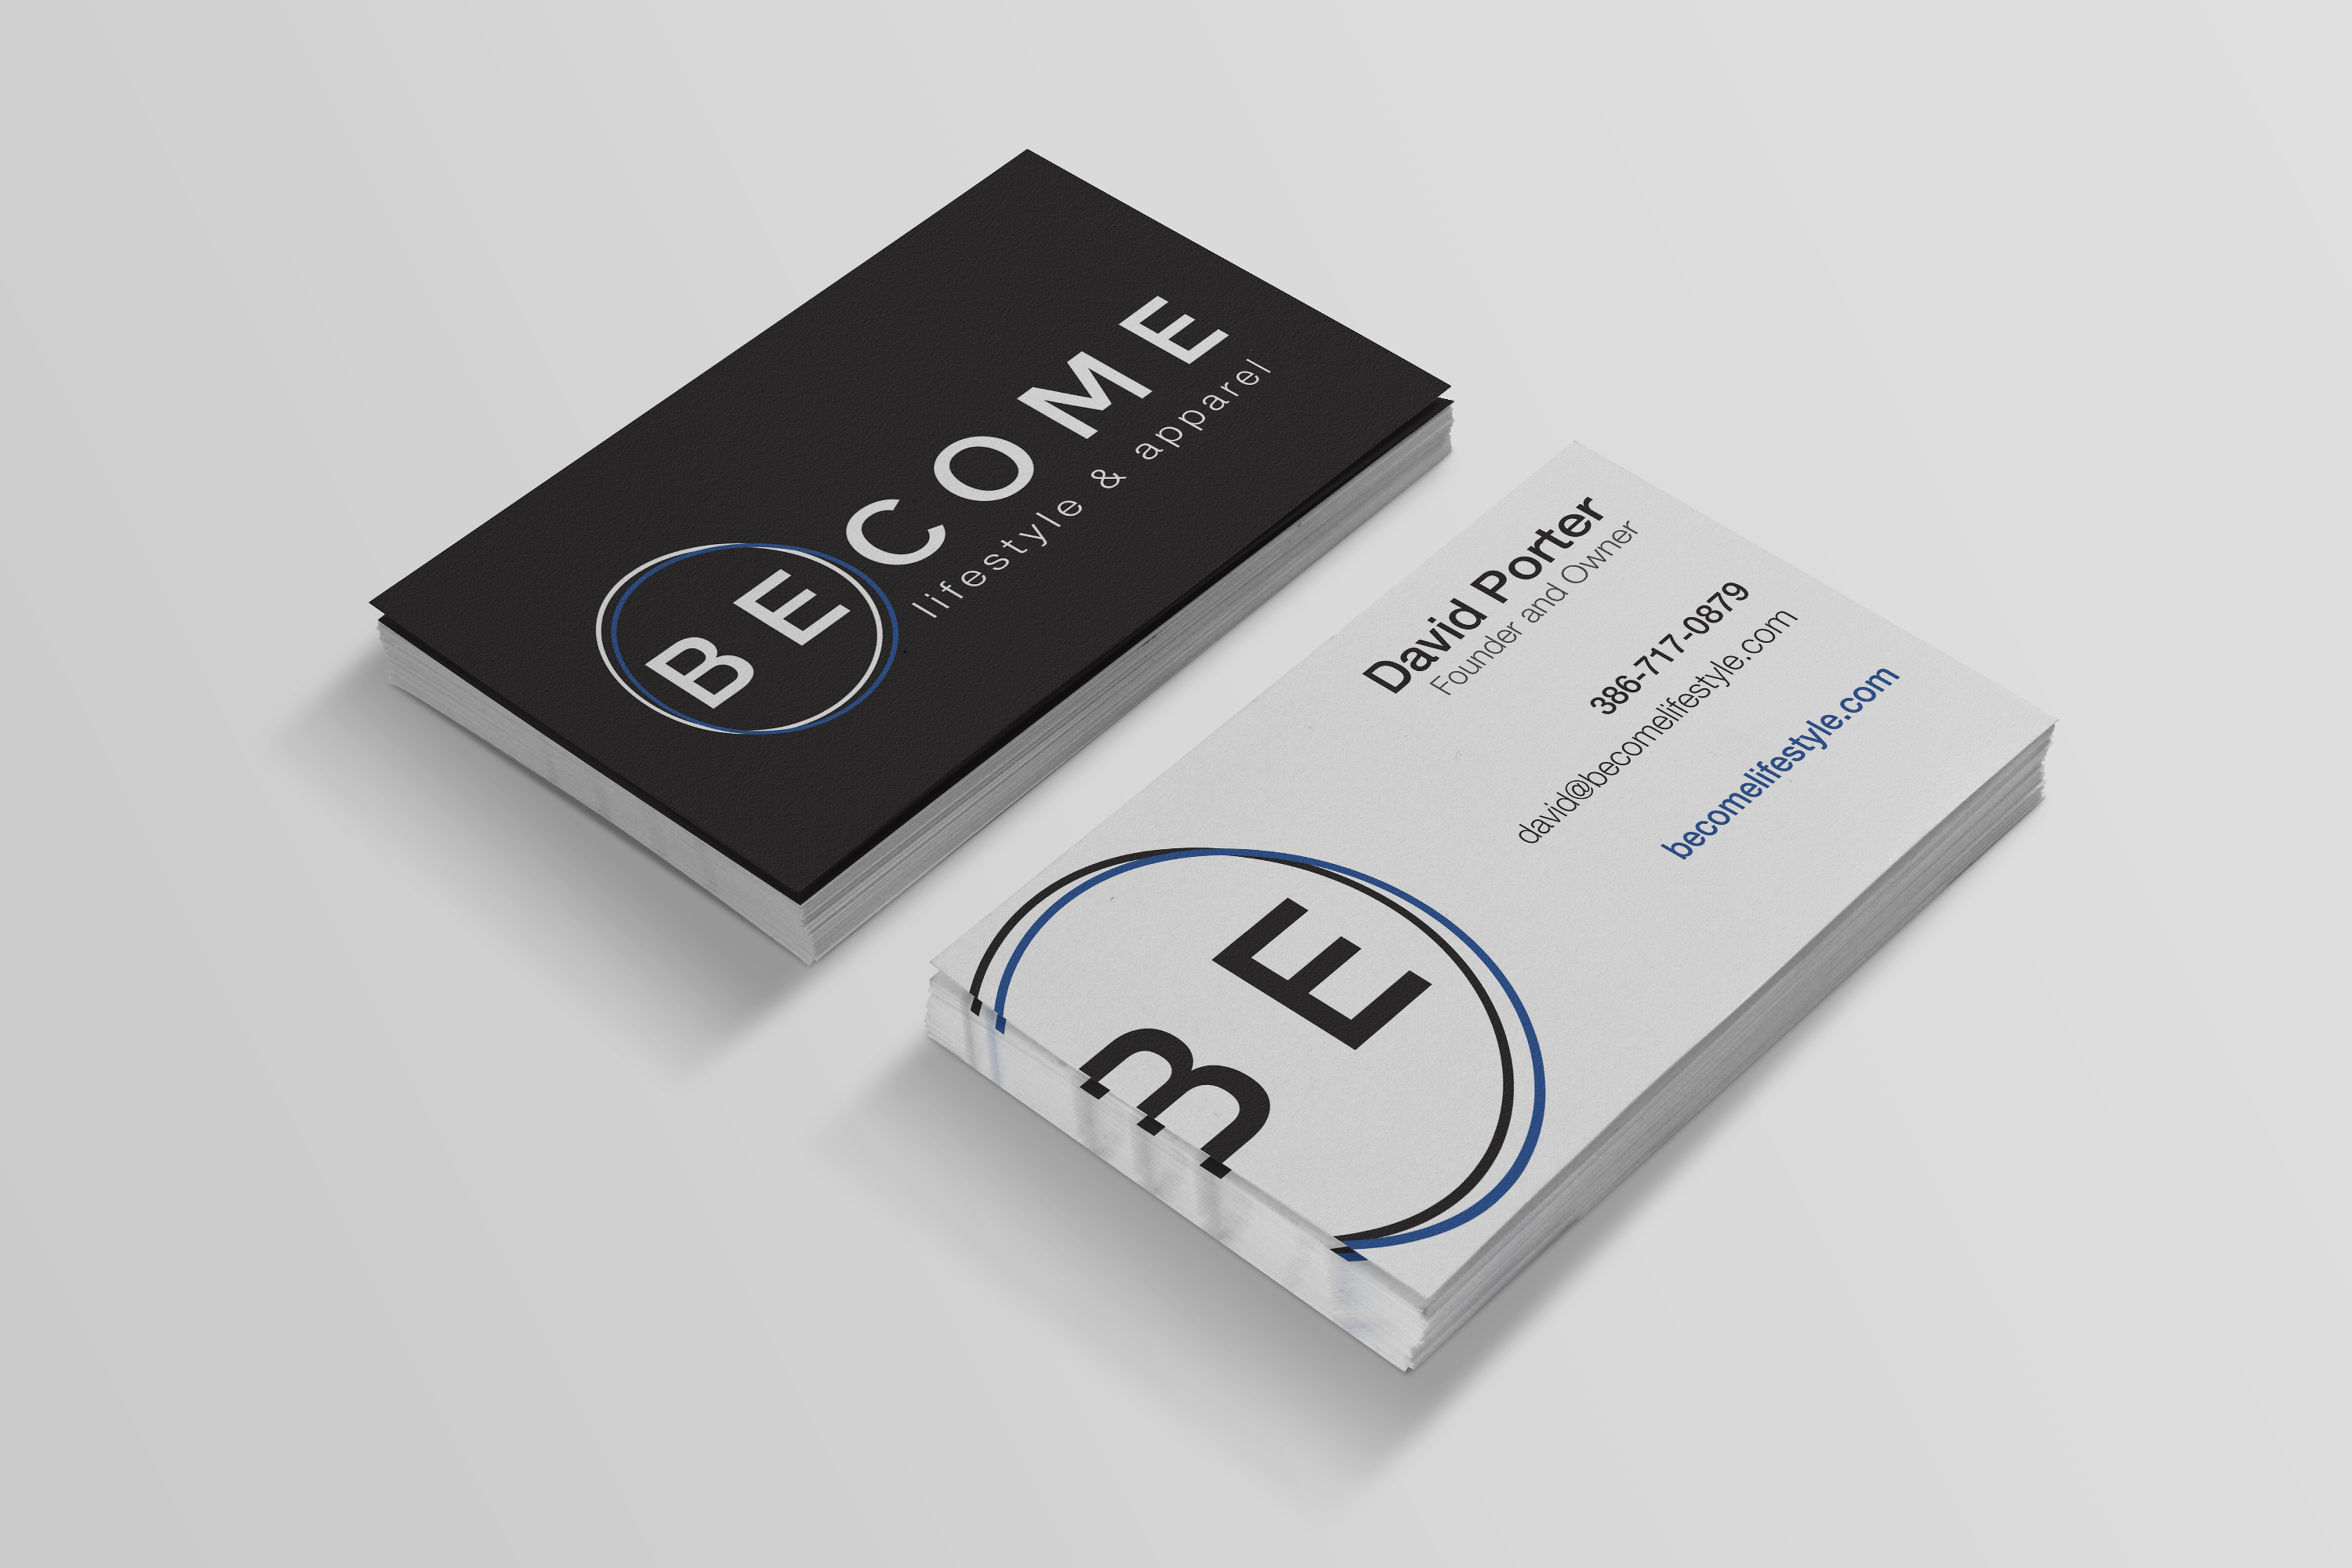 BECOME
lifestyle & apparel
David Porter
Founder and Owner
386-717-0879
david@becomelifestyle.com
becomelifestyle.com
BE